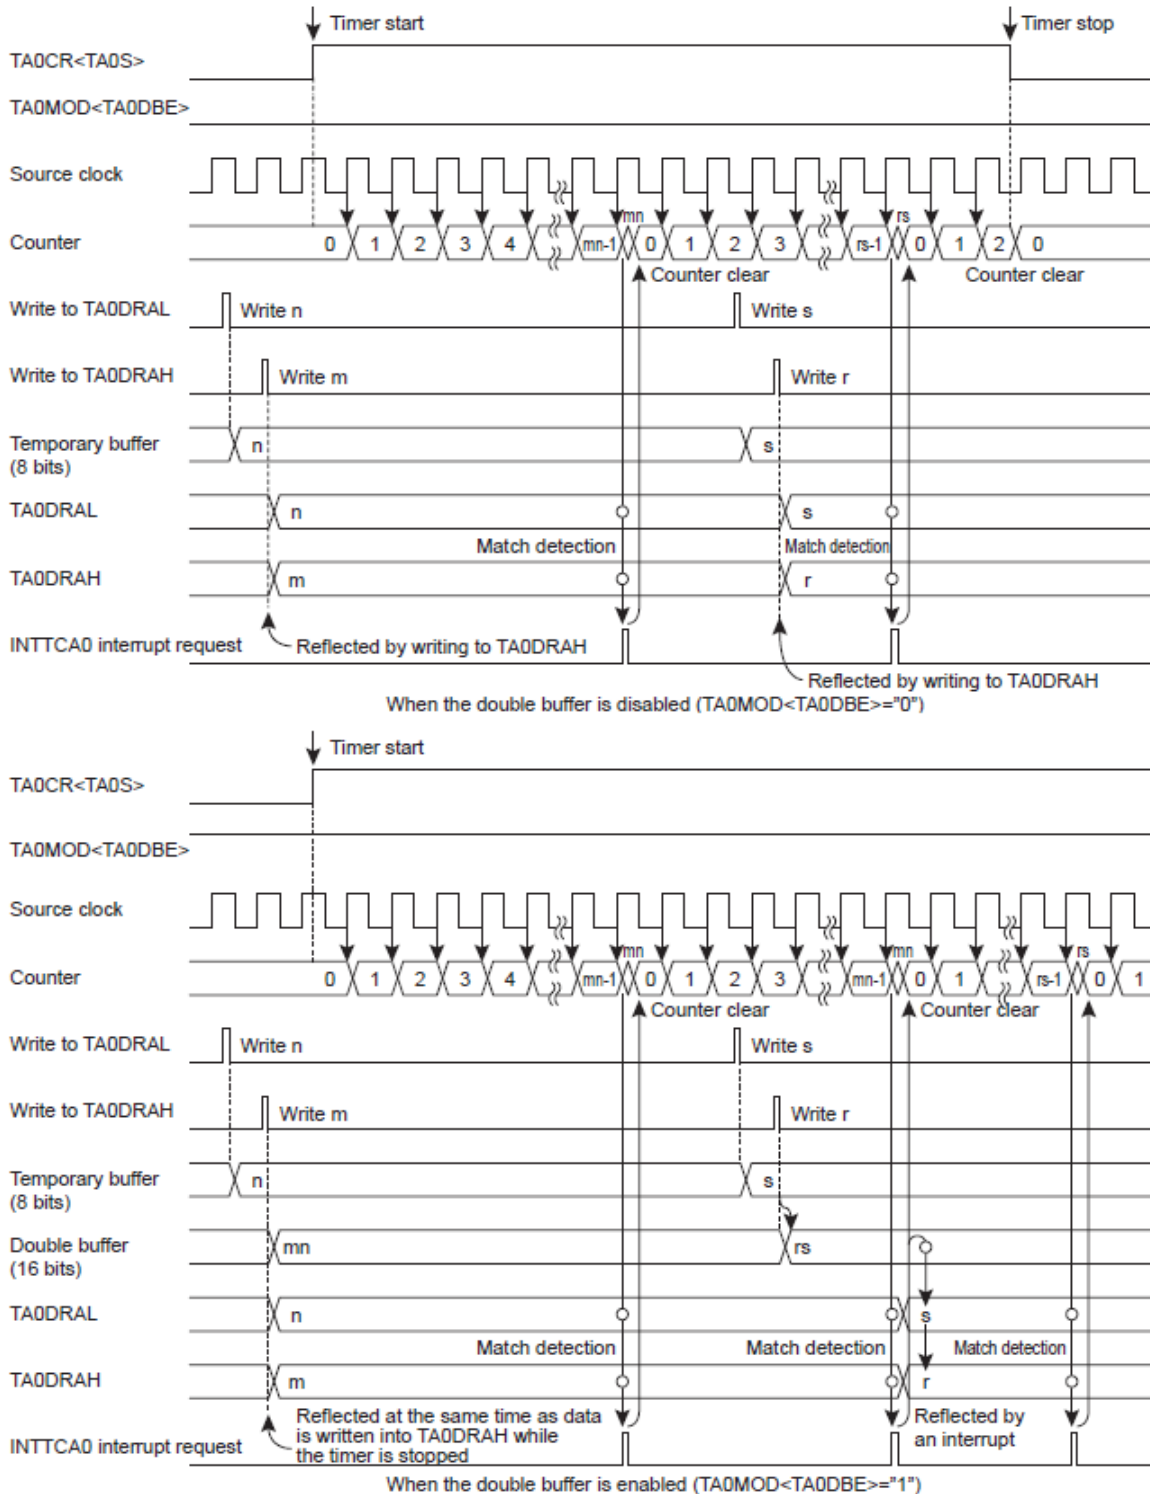 Timer start Timer stop
TA0CR<TA0S>
TA0MOD<TA0DBE>
Source clock
mn rs
Counter 0 1 2 3 4 mn-1 0 1 2 3 rs-1 0 1 2 0
Counter clear Counter clear
Write to TA0DRAL Write n Write s
Write to TA0DRAH Write m Write r
Temporary buffer n s
(8 bits)
TA0DRAL n s
Match detection Match detection
TA0DRAH m r
INTTCA0 interrupt request Reflected by writing to TA0DRAH
Reflected by writing to TA0DRAH
When the double buffer is disabled (TA0MOD<TA0DBE>="0")
Timer start
TA0CR<TA0S>
TA0MOD<TA0DBE>
Source clock
mn mn rs
Counter 0 1 2 3 4 mn-1 0 1 2 3 mn-1 0 1 rs-1 0 1
Counter clear Counter clear
Write to TA0DRAL Write n Write s
Write to TA0DRAH Write m Write r
Temporary buffer n s
(8 bits)
Double buffer mn rs
(16 bits)
TA0DRAL n s
Match detection Match detection Match detection
TA0DRAH m r
Reflected at the same time as data Reflected by
is written into TA0DRAH while an interrupt
INTTCA0 interrupt request the timer is stopped
When the double buffer is enabled (TA0MOD<TA0DBE>="1")